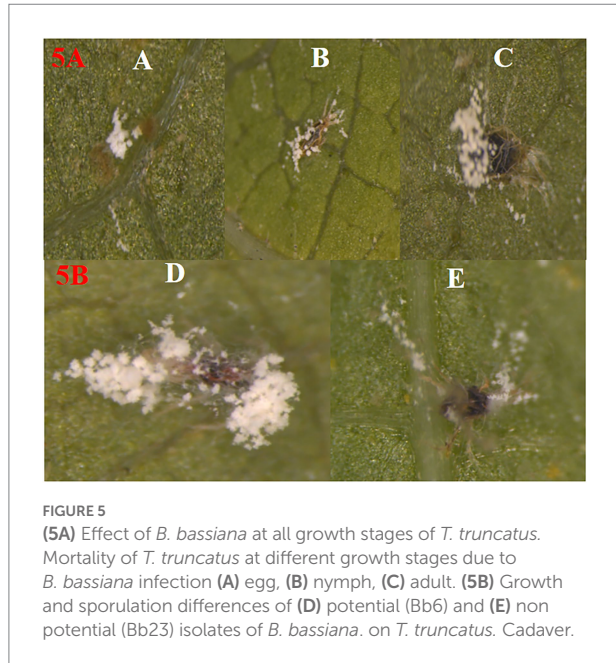 5A A B C
5B D E
FIGURE 5
(5A) Effect of B. bassiana at all growth stages of T. truncatus.
Mortality of T. truncatus at different growth stages due to
B. bassiana infection (A) egg, (B) nymph, (C) adult. (5B) Growth
and sporulation differences of (D) potential (Bb6) and (E) non
potential (Bb23) isolates of B. bassiana. on T. truncatus. Cadaver.